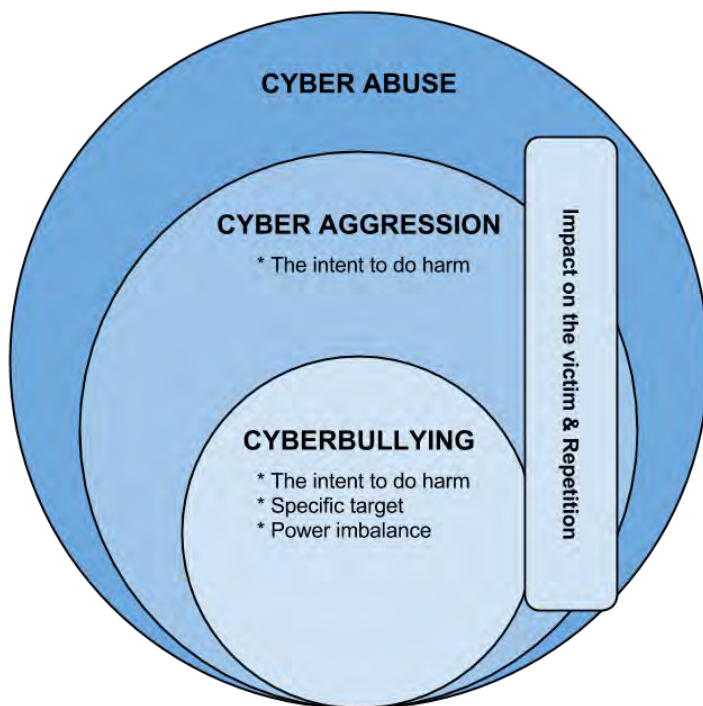 CYBER ABUSE
CYBER AGGRESSION
* The intent to do harm
CYBERBULLYING
* The intent to do harm
* Specific target
* Power imbalance
Impact on the victim & Repetition